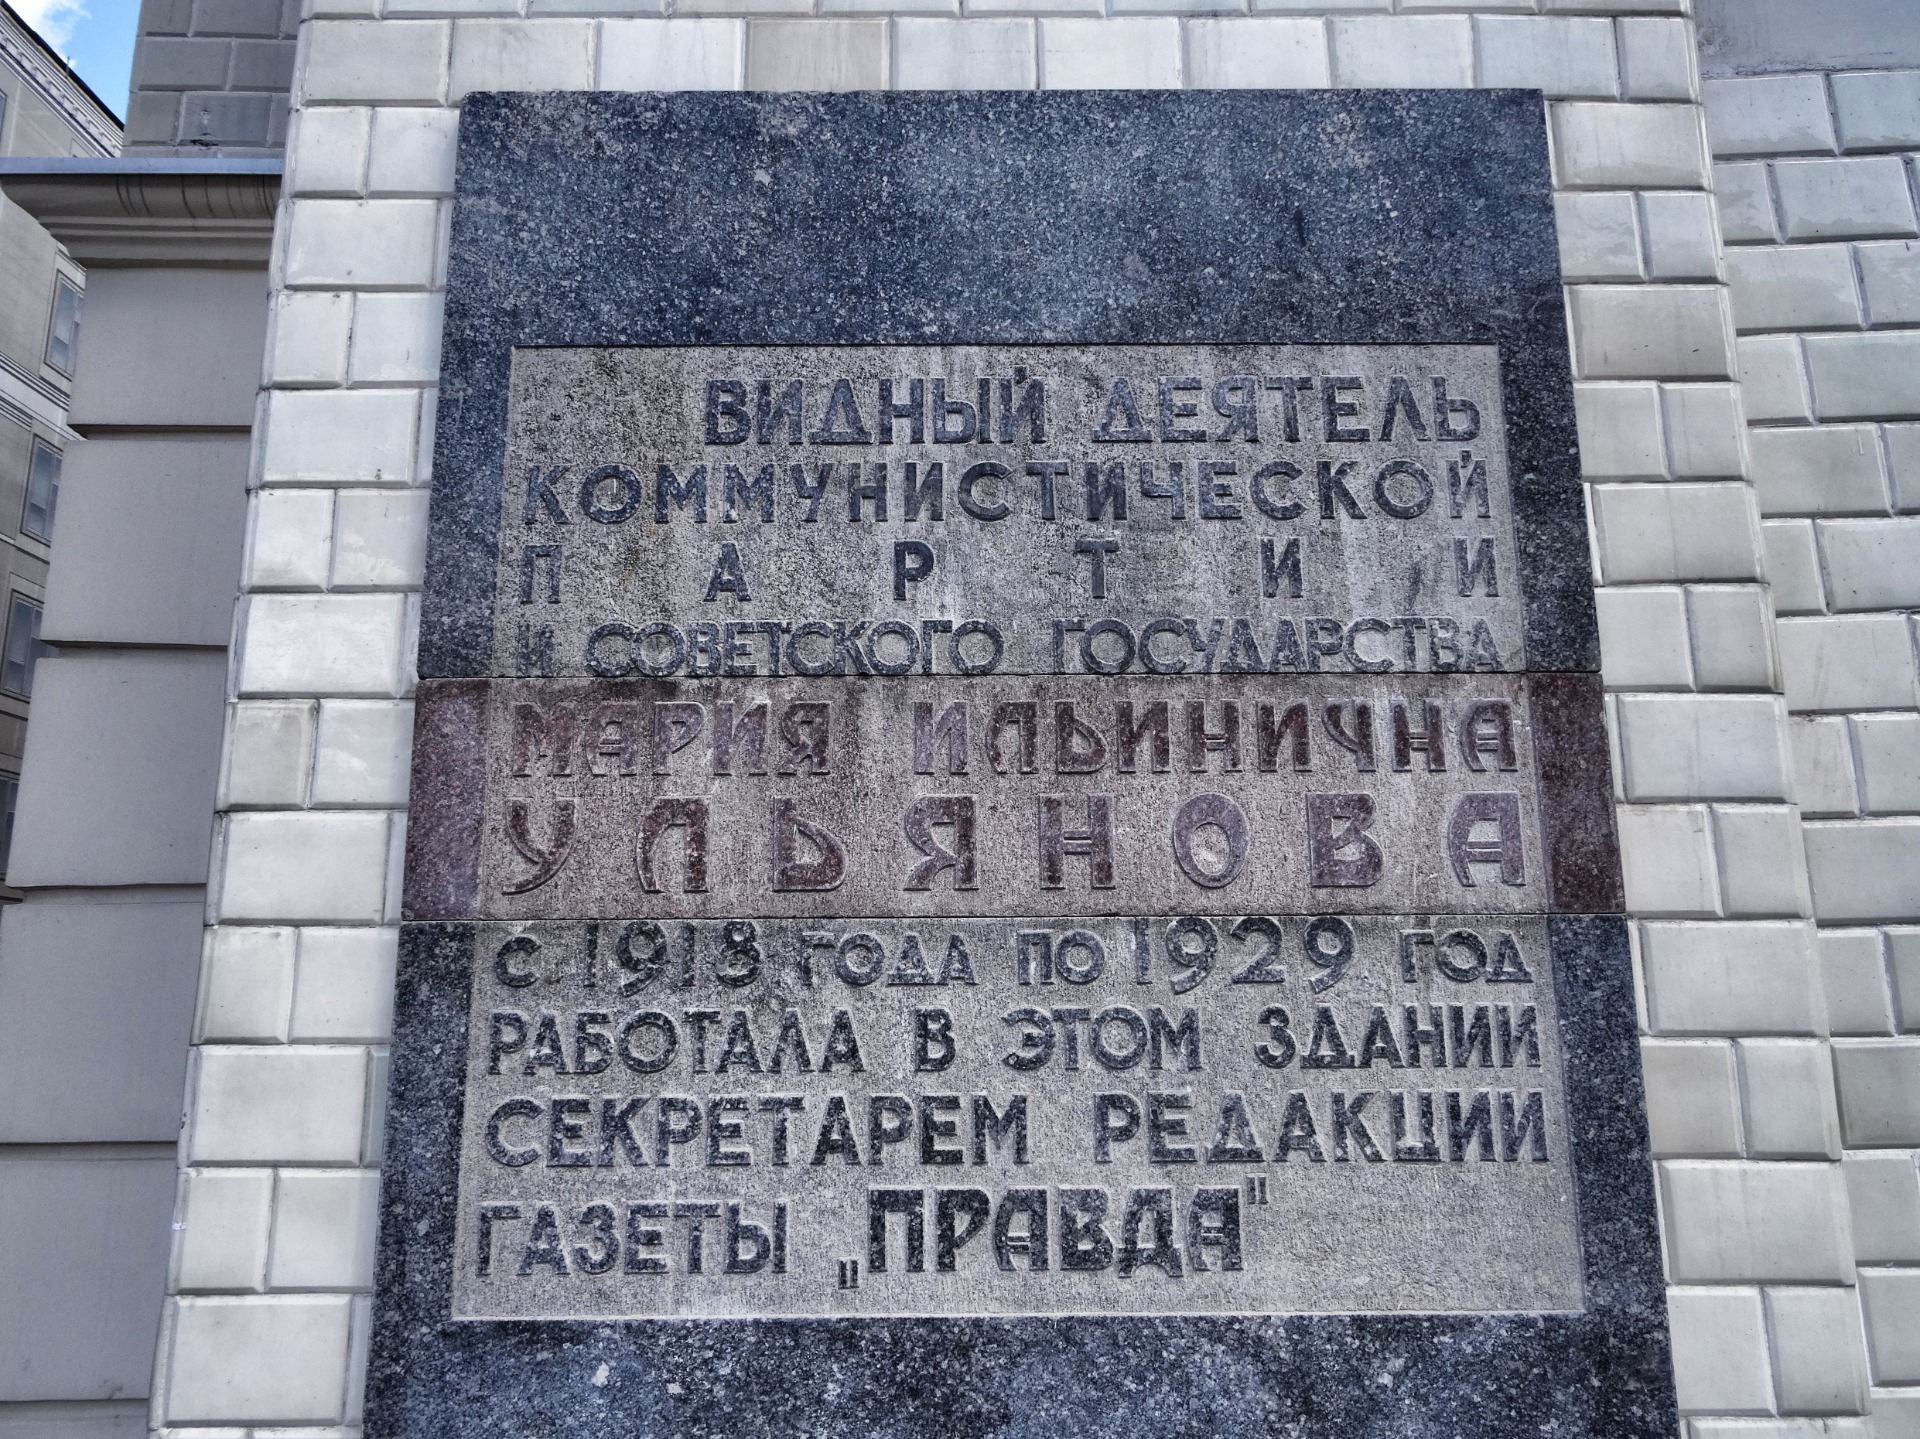 ВИДНЫЙ ДЕЯТЕЛЬ
КОММУНИСТИЧЕСКОЙ
ПАРТИИ
И СОВЕТСКОГО ГОСУДАРСТВА
МАРИЯ ИЛЬИНИЧНА
УЛЬЯНОВА
С 1918 ГОДА ПО 1929 ГОД
РАБОТАЛА В ЭТОМ ЗДАНИИ
СЕКРЕТАРЕМ РЕДАКЦИИ
ГАЗЕТЫ „ПРАВДА"